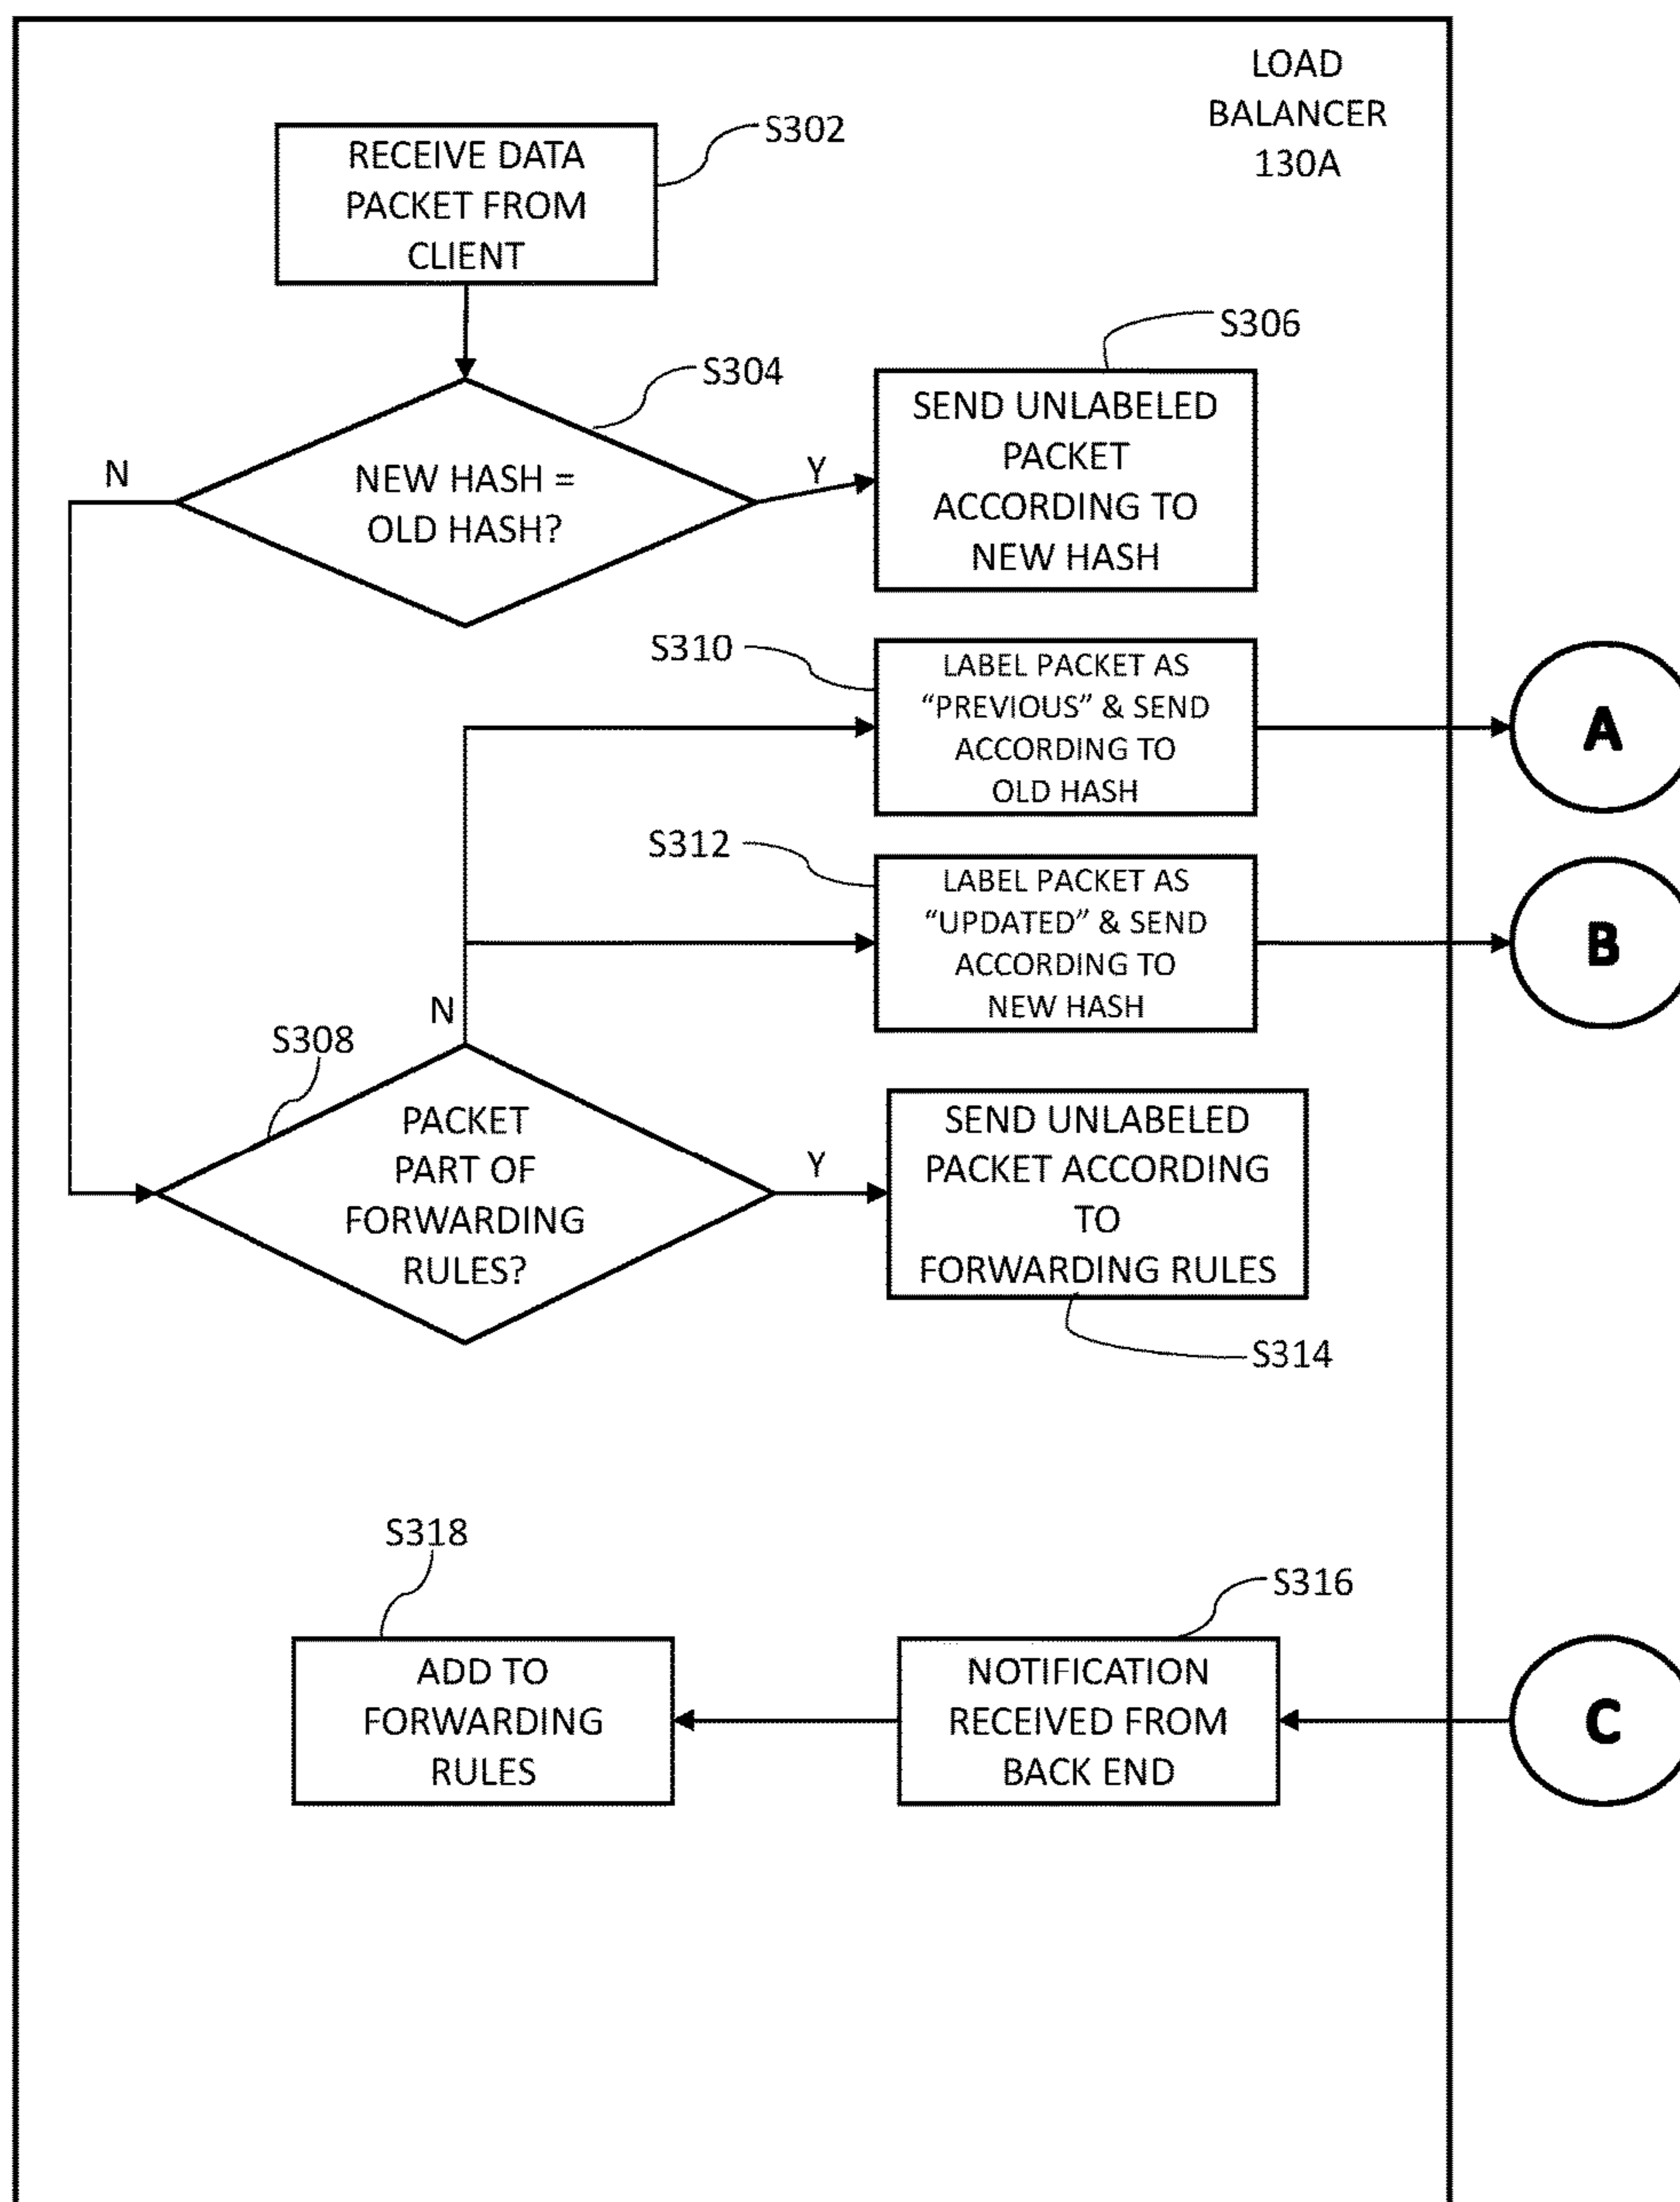 LOAD
BALANCER
130A
RECEIVE DATA
PACKET FROM
CLIENT
S302
S304
NEW HASH =
OLD HASH?
N
Y
S306
SEND UNLABELED
PACKET
ACCORDING TO
NEW HASH
S310
LABEL PACKET AS
“PREVIOUS” & SEND
ACCORDING TO
OLD HASH
A
S312
LABEL PACKET AS
“UPDATED” & SEND
ACCORDING TO
NEW HASH
B
N
S308
PACKET
PART OF
FORWARDING
RULES?
Y
SEND UNLABELED
PACKET ACCORDING
TO
FORWARDING RULES
S314
S318
ADD TO
FORWARDING
RULES
S316
NOTIFICATION
RECEIVED FROM
BACK END
C